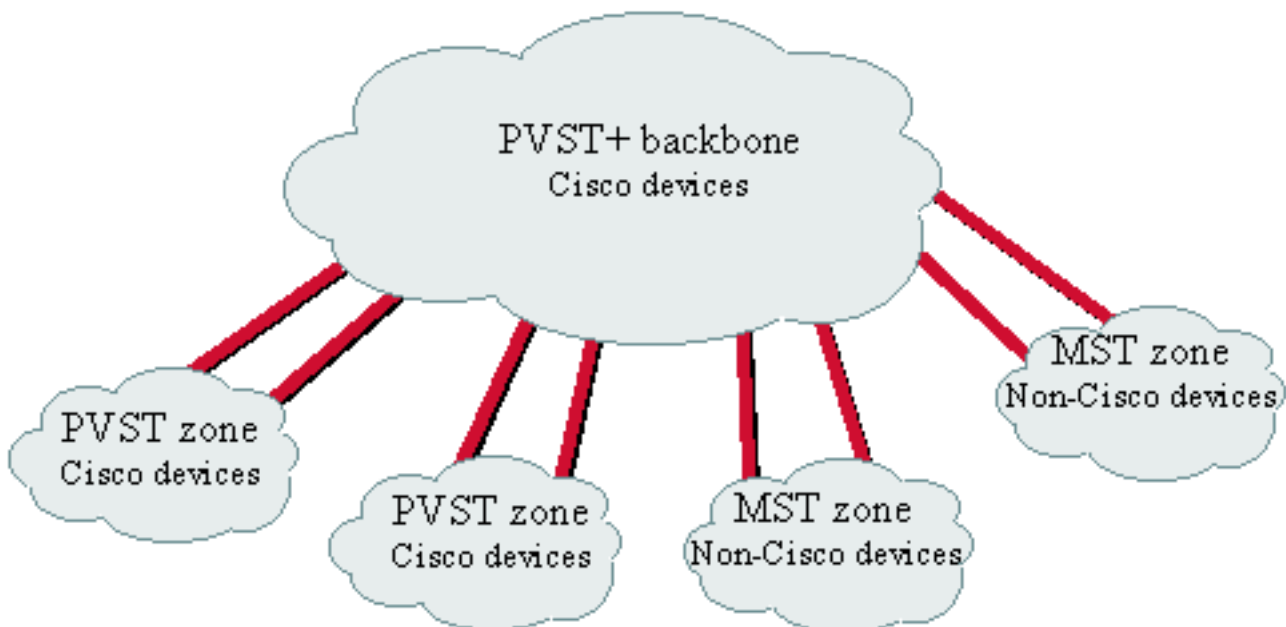 PVST+ backbone
Cisco devices
PVST zone
Cisco devices
PVST zone
Cisco devices
MST zone
Non-Cisco devices
MST zone
Non-Cisco devices